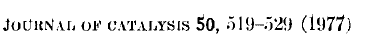 JOURNAL OF CATALYSIS 50, 519–529 (1977)